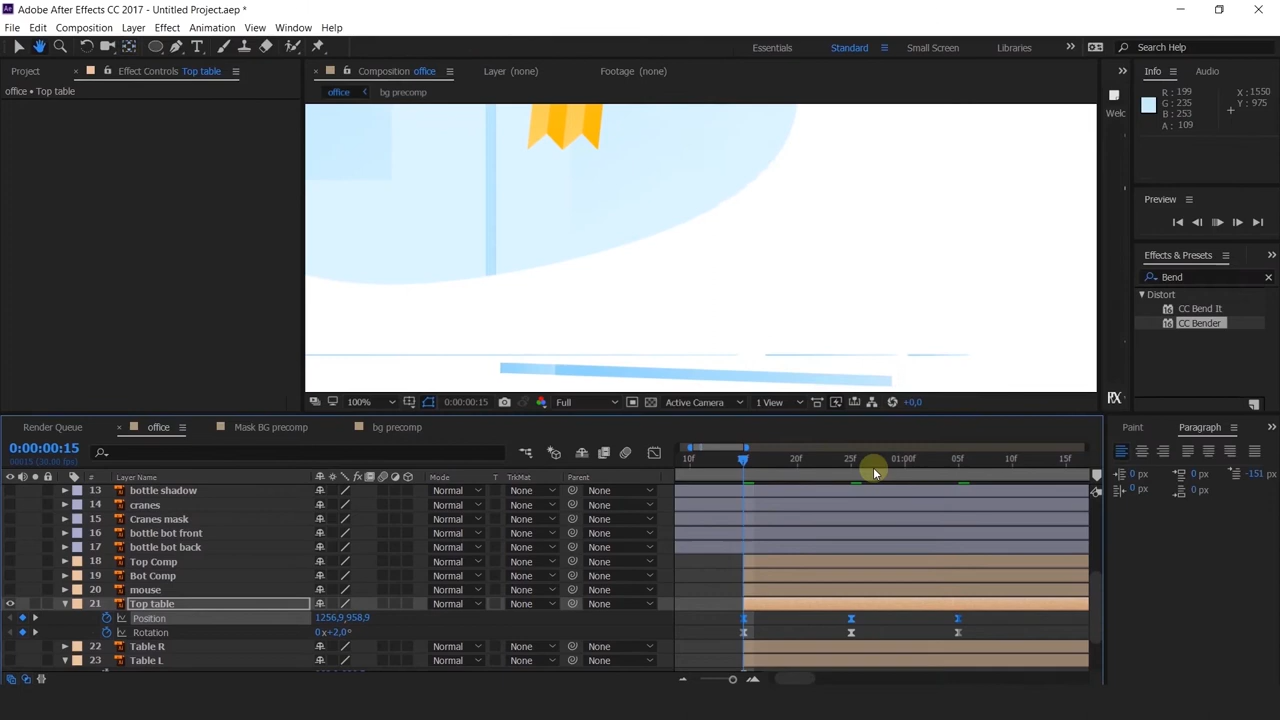 Adobe After Effects CC 2017 - Untitled Project.aep *
File Edit Composition Layer Effect Animation View Window Help
Essentials Standard Small Screen Libraries Search Help
Project Effect Controls Top table Composition office Layer (none) Footage (none) Info Audio
office • Top table
office bg precomp
R: 199 X: 1550
G: 235 Y: 975
B: 253
A: 109
Welc
Preview
Effects & Presets
Bend
Distort
CC Bend It
CC Bender
100% 0:00:00:15 Full Active Camera 1 View +0,0
RX
Render Queue office Mask BG precomp bg precomp Paragraph
0:00:00:15
00015 (30.00 fps)
10f 15f 20f 25f 01:00f 05f 10f 15f
# Layer Name Mode T TrkMat Parent
0 px 0 px -151 px
0 px 0 px
13 bottle shadow Normal None None
14 cranes Normal None None
15 Cranes mask Normal None None
16 bottle bot front Normal None None
17 bottle bot back Normal None None
18 Top Comp Normal None None
19 Bot Comp Normal None None
20 mouse Normal None None
21 Top table Normal None None
Position 1256,9,958,9
Rotation 0x+2,0°
22 Table R Normal None None
23 Table L Normal None None